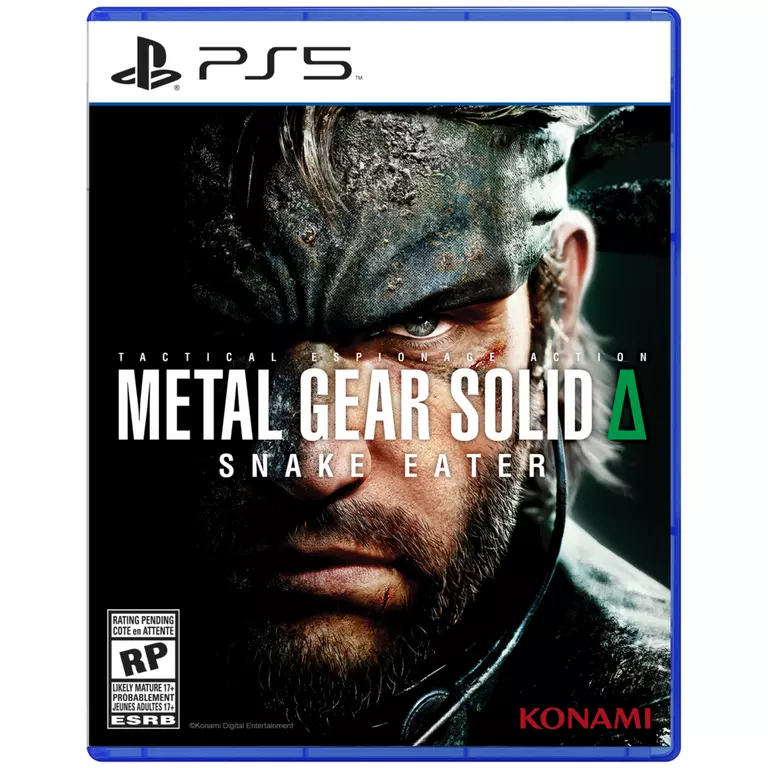 PS5™
TACTICAL ESPIONAGE ACTION
METAL GEAR SOLID Δ
SNAKE EATER
RATING PENDING
COTE en ATTENTE
RP
LIKELY MATURE 17+
PROBABLEMENT
JEUNES ADULTES 17+
ESRB
©Konami Digital Entertainment
KONAMI